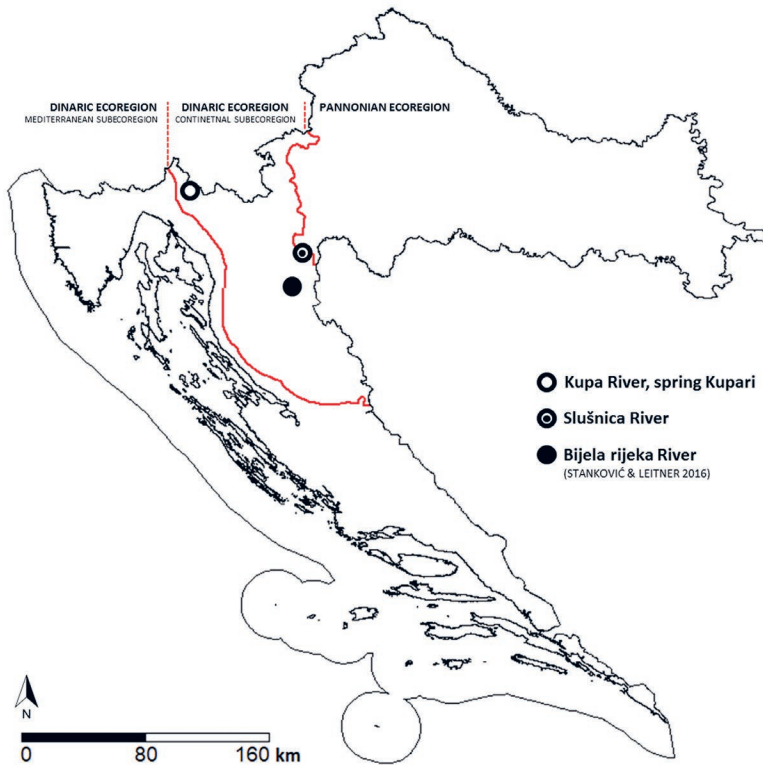 DINARIC ECOREGION
MEDITERRANEAN SUBECOREGION
DINARIC ECOREGION
CONTINETNAL SUBECOREGION
PANNONIAN ECOREGION
Kupa River, spring Kupari
Slušnica River
Bijela rijeka River
(STANKOVIĆ & LEITNER 2016)
N
0 80 160 km